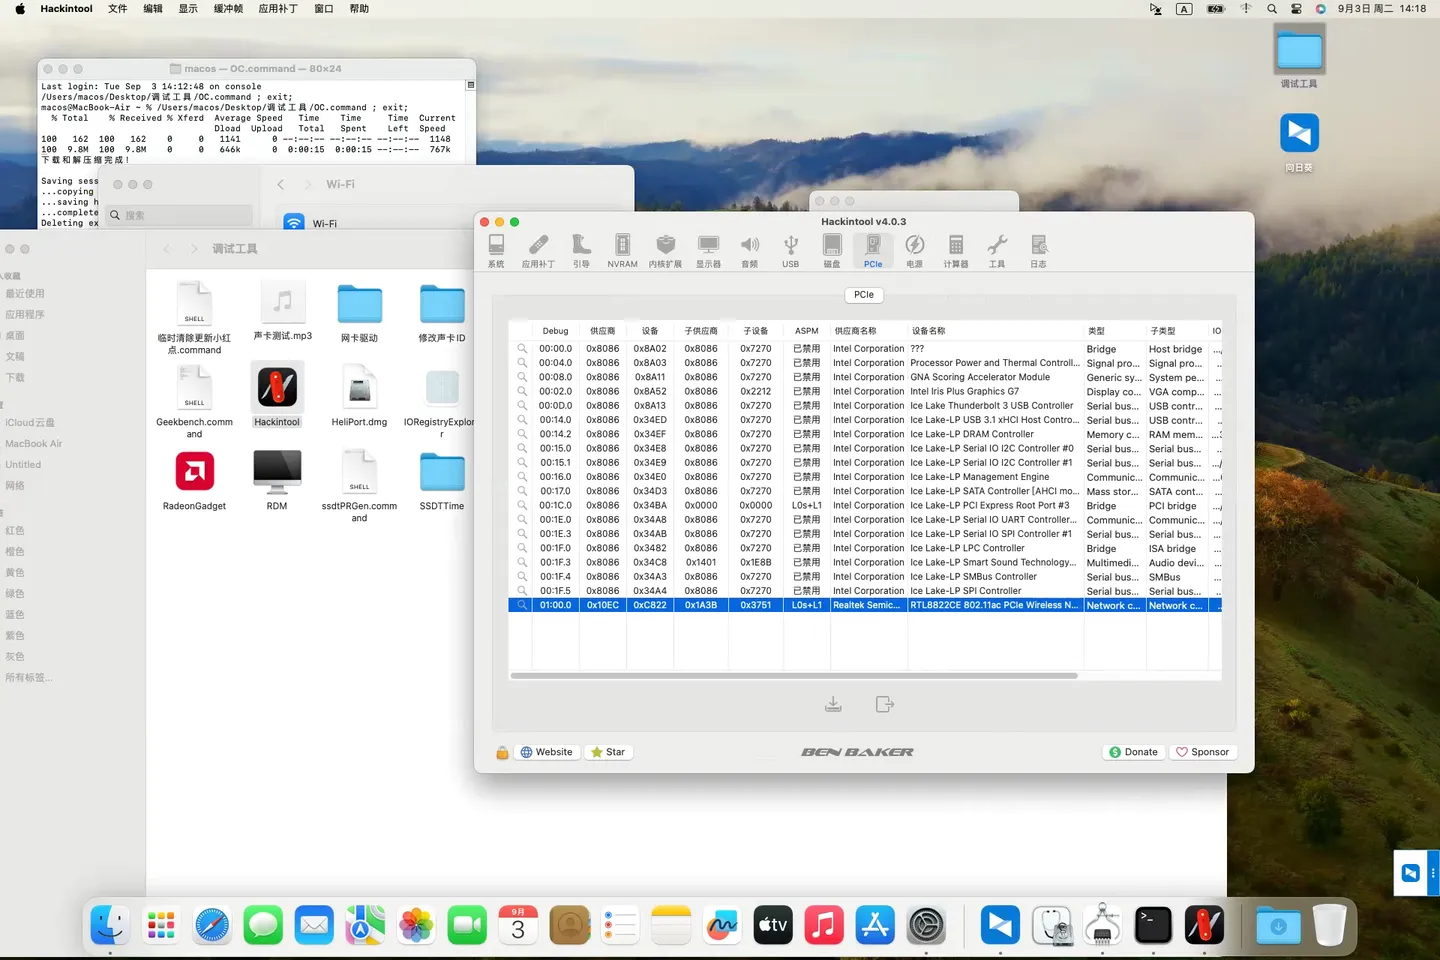 Hackintool 文件 编辑 显示 缓冲帧 应用补丁 窗口 帮助
A
9月3日 周二 14:18
macos — OC.command — 80×24
Last login: Tue Sep  3 14:12:48 on console
/Users/macos/Desktop/调试工具/OC.command ; exit;
macos@MacBook-Air ~ % /Users/macos/Desktop/调试工具/OC.command ; exit;
% Total % Received % Xferd Average Speed Time Time Time Current
Dload Upload Total Spent Left Speed
100 162 100 162 0 0 1141 0 --:--:-- --:--:-- --:--:-- 1148
100 9.8M 100 9.8M 0 0 646k 0 0:00:15 0:00:15 --:--:-- 767k
下载和解压缩完成!
Saving sess
...copying
...saving h
...complete
Deleting ex
Wi-Fi
搜索
Wi-Fi
调试工具
向日葵
调试工具
收藏
最近使用
应用程序
桌面
文稿
下载
iCloud云盘
MacBook Air
Untitled
网络
红色
橙色
黄色
绿色
蓝色
紫色
灰色
所有标签...
SHELL
临时清除更新小红点.command
声卡测试.mp3
网卡驱动
修改声卡ID
SHELL
Geekbench.command
Hackintool
HeliPort.dmg
IORegistryExplorer
RadeonGadget
RDM
SHELL
ssdtPRGen.command
SSDTTime
Hackintool v4.0.3
系统 应用补丁 引导 NVRAM 内核扩展 显示器 音频 USB 磁盘 PCIe 电源 计算器 工具 日志
PCIe
Debug 供应商 设备 子供应商 子设备 ASPM 供应商名称 设备名称 类型 子类型 IO
00:00.0 0x8086 0x8A02 0x8086 0x7270 已禁用 Intel Corporation ??? Bridge Host bridge .../
00:04.0 0x8086 0x8A03 0x8086 0x7270 已禁用 Intel Corporation Processor Power and Thermal Controll... Signal pro... Signal pro... ...
00:08.0 0x8086 0x8A11 0x8086 0x7270 已禁用 Intel Corporation GNA Scoring Accelerator Module Generic sy... System pe... ...
00:02.0 0x8086 0x8A52 0x8086 0x2212 已禁用 Intel Corporation Intel Iris Plus Graphics G7 Display co... VGA comp... ...
00:0D.0 0x8086 0x8A13 0x8086 0x7270 已禁用 Intel Corporation Ice Lake Thunderbolt 3 USB Controller Serial bus... USB contr... ...
00:14.0 0x8086 0x34ED 0x8086 0x7270 已禁用 Intel Corporation Ice Lake-LP USB 3.1 xHCI Host Contro... Serial bus... USB contr... ...
00:14.2 0x8086 0x34EF 0x8086 0x7270 已禁用 Intel Corporation Ice Lake-LP DRAM Controller Memory c... RAM mem... ...
00:15.0 0x8086 0x34E8 0x8086 0x7270 已禁用 Intel Corporation Ice Lake-LP Serial IO I2C Controller #0 Serial bus... Serial bus... ...
00:15.1 0x8086 0x34E9 0x8086 0x7270 已禁用 Intel Corporation Ice Lake-LP Serial IO I2C Controller #1 Serial bus... Serial bus... .../
00:16.0 0x8086 0x34E0 0x8086 0x7270 已禁用 Intel Corporation Ice Lake-LP Management Engine Communic... Communic... ...
00:17.0 0x8086 0x34D3 0x8086 0x7270 已禁用 Intel Corporation Ice Lake-LP SATA Controller [AHCI mo... Mass stor... SATA cont... ...
00:1C.0 0x8086 0x34BA 0x0000 0x0000 L0s+L1 Intel Corporation Ice Lake-LP PCI Express Root Port #3 Bridge PCI bridge ...
00:1E.0 0x8086 0x34A8 0x8086 0x7270 已禁用 Intel Corporation Ice Lake-LP Serial IO UART Controller... Communic... Communic... ...
00:1E.3 0x8086 0x34AB 0x8086 0x7270 已禁用 Intel Corporation Ice Lake-LP Serial IO SPI Controller #1 Serial bus... Serial bus... ...
00:1F.0 0x8086 0x3482 0x8086 0x7270 已禁用 Intel Corporation Ice Lake-LP LPC Controller Bridge ISA bridge ...
00:1F.3 0x8086 0x34C8 0x1401 0x1E8B 已禁用 Intel Corporation Ice Lake-LP Smart Sound Technology... Multimedi... Audio devi... ...
00:1F.4 0x8086 0x34A3 0x8086 0x7270 已禁用 Intel Corporation Ice Lake-LP SMBus Controller Serial bus... SMBus ...
00:1F.5 0x8086 0x34A4 0x8086 0x7270 已禁用 Intel Corporation Ice Lake-LP SPI Controller Serial bus... Serial bus... ...
01:00.0 0x10EC 0xC822 0x1A3B 0x3751 L0s+L1 Realtek Semic... RTL8822CE 802.11ac PCIe Wireless N... Network c... Network c... ...
Website
Star
BEN BAKER
Donate
Sponsor
9月
3
tv